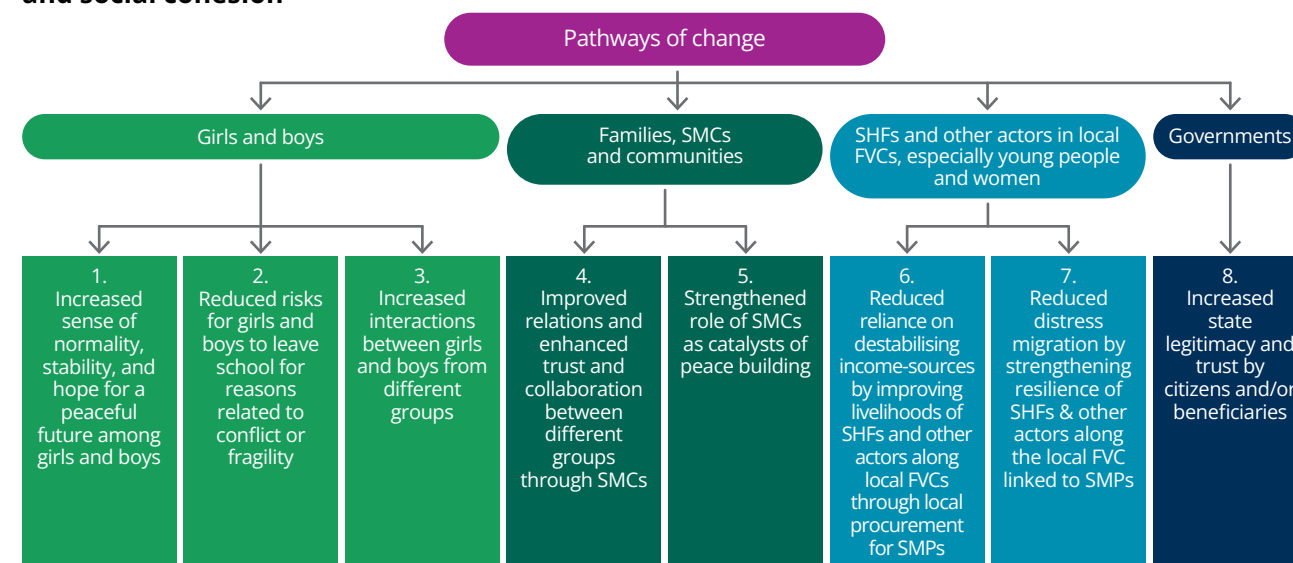 and social cohesion
Pathways of change
Girls and boys
Families, SMCs
and communities
SHFs and other actors in local
FVCs, especially young people
and women
Governments
1.
Increased
sense of
normality,
stability, and
hope for a
peaceful
future among
girls and boys
2.
Reduced risks
for girls and
boys to leave
school for
reasons
related to
conflict or
fragility
3.
Increased
interactions
between girls
and boys from
different
groups
4.
Improved
relations and
enhanced
trust and
collaboration
between
different
groups
through SMCs
5.
Strengthened
role of SMCs
as catalysts of
peace building
6.
Reduced
reliance on
destabilising
income-sources
by improving
livelihoods of
SHFs and other
actors along
local FVCs
through local
procurement
for SMPs
7.
Reduced
distress
migration by
strengthening
resilience of
SHFs & other
actors along
the local FVC
linked to SMPs
8.
Increased
state
legitimacy and
trust by
citizens and/or
beneficiaries